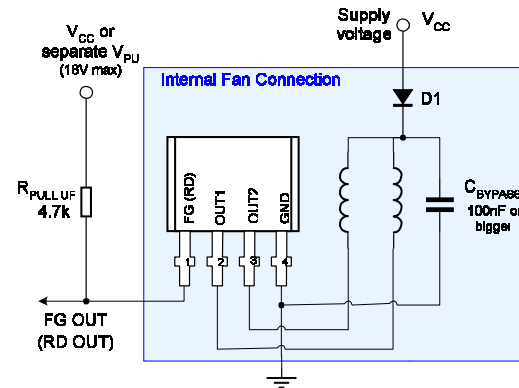 Supply
voltage
VCC
VCC or
separate VPU
(18V max)
Internal Fan Connection
D1
RPULL UP
4.7k
FG (RD)
OUT1
OUT2
GND
CBYPASS
100nF or
bigger
1
2
3
4
FG OUT
(RD OUT)